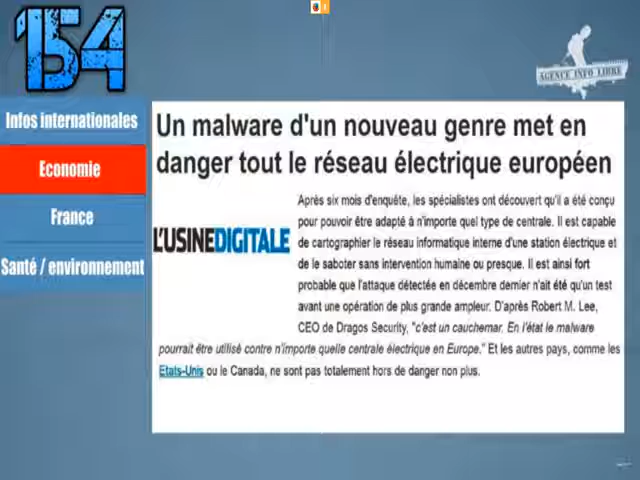 154
AGENCE INFO LIBRE
Infos internationales
Economie
France
Santé / environnement
Un malware d'un nouveau genre met en
danger tout le réseau électrique européen
L'USINEDIGITALE
Après six mois d'enquête, les spécialistes ont découvert qu'il a été conçu
pour pouvoir être adapté à n'importe quel type de centrale. Il est capable
de cartographier le réseau informatique interne d'une station électrique et
de le saboter sans intervention humaine ou presque. Il est ainsi fort
probable que l'attaque détectée en décembre dernier n'ait été qu'un test
avant une opération de plus grande ampleur. D'après Robert M. Lee,
CEO de Dragos Security, "c'est un cauchemar. En l'état le malware
pourrait être utilisé contre n'importe quelle centrale électrique en Europe." Et les autres pays, comme les
Etats-Unis ou le Canada, ne sont pas totalement hors de danger non plus.